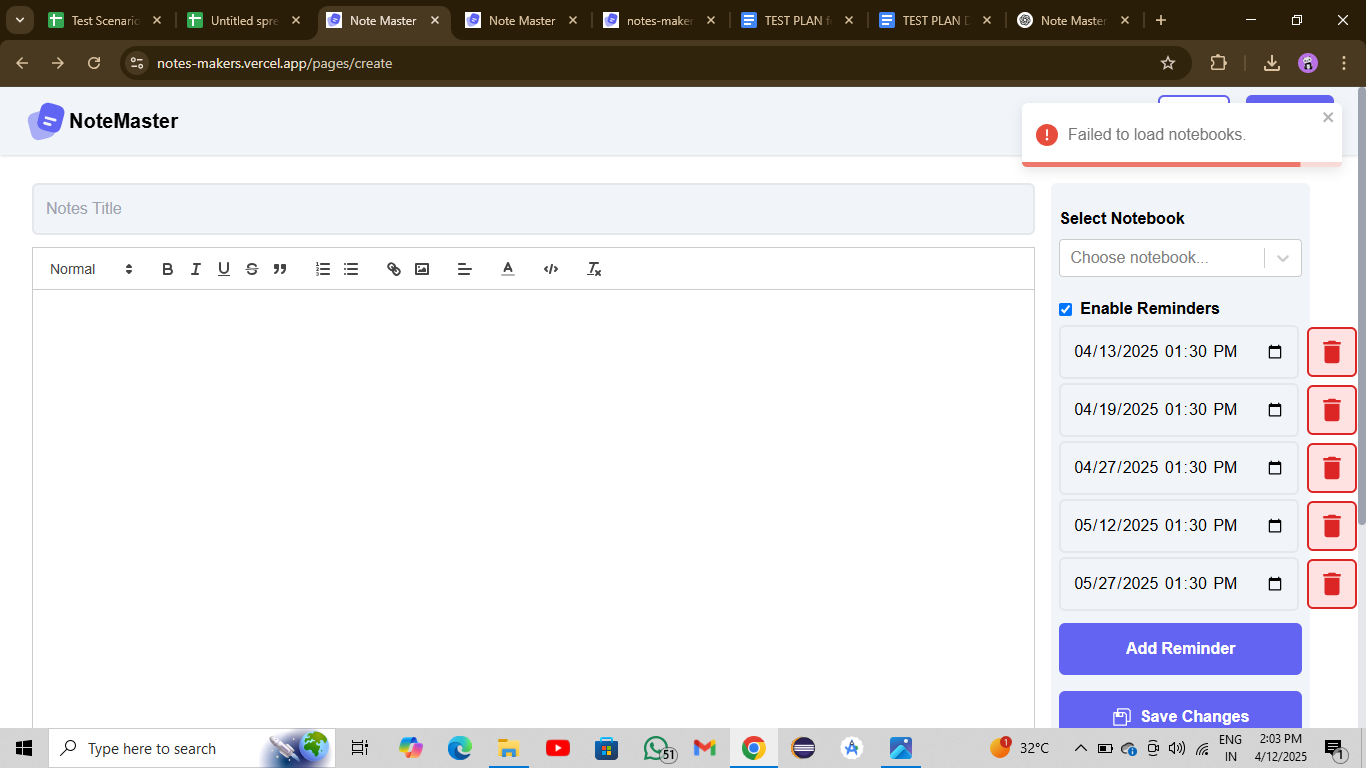 Test Scenario
Untitled spre
Note Master
Note Master
notes-maker
TEST PLAN f
TEST PLAN D
Note Master
notes-makers.vercel.app/pages/create
NoteMaster
Failed to load notebooks.
Notes Title
Select Notebook
Normal
Choose notebook...
Enable Reminders
04/13/2025 01:30 PM
04/19/2025 01:30 PM
04/27/2025 01:30 PM
05/12/2025 01:30 PM
05/27/2025 01:30 PM
Add Reminder
Save Changes
Type here to search
51
1
32°C
ENG
IN
2:03 PM
4/12/2025
1